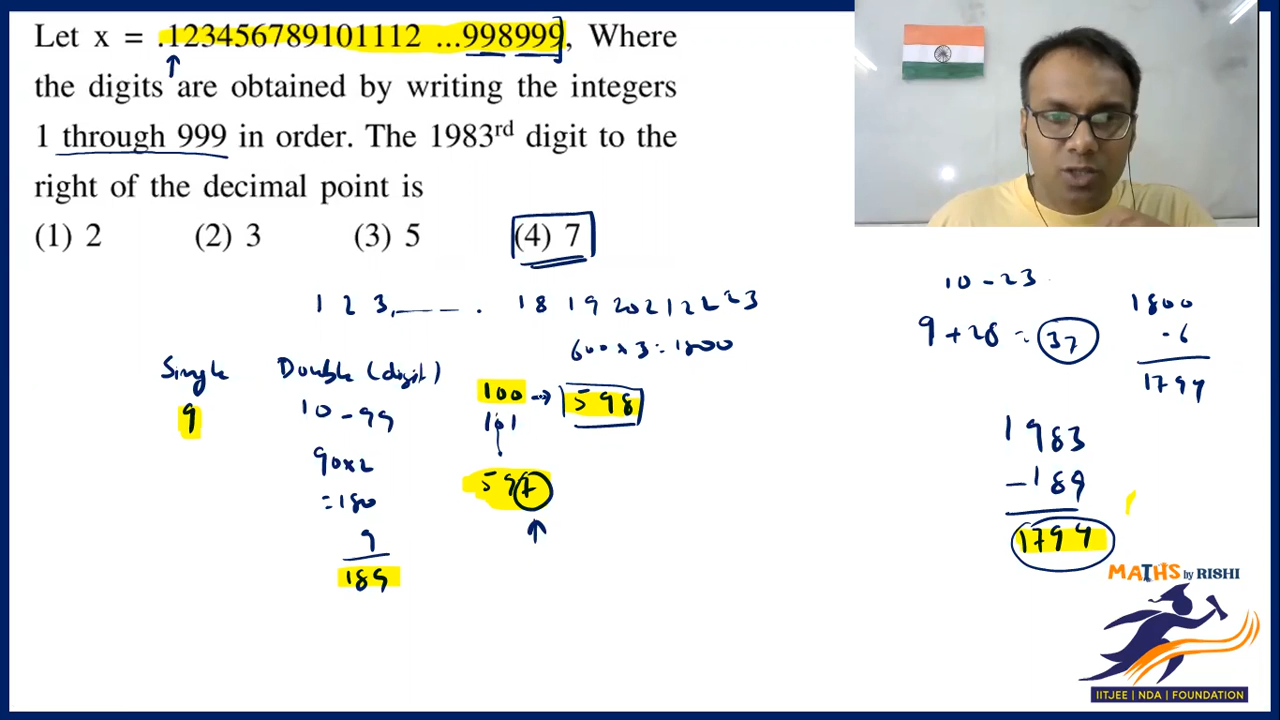 Let x = .123456789101112 ...998999, Where
the digits are obtained by writing the integers
1 through 999 in order. The 1983rd digit to the
right of the decimal point is
(1) 2 (2) 3 (3) 5 (4) 7
10 - 23
1 2 3, ---- . 18 19 20 21 22 23
1800
- 6
1794
9 + 28 = 37
600 x 3 = 1800
Single Double (digit)
9 10 - 99
100 → 598
101
90x2
= 180
597
9
189
1983
- 189
1794
MATHS by RISHI
IITJEE | NDA | FOUNDATION